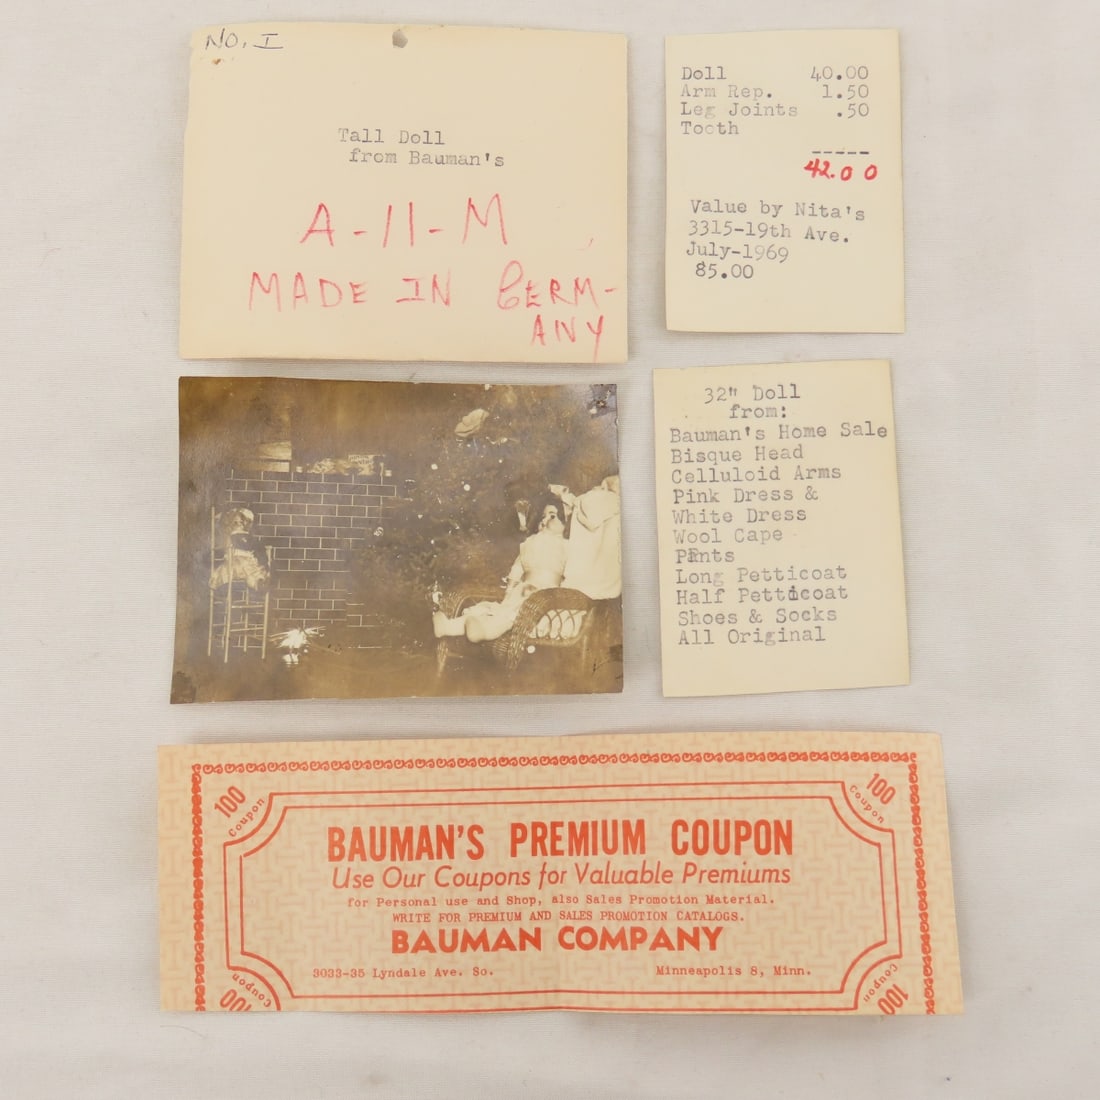 NO. I
Tall Doll
from Bauman's
A-11-M
MADE IN GERM-
ANY
Doll 40.00
Arm Rep. 1.50
Leg Joints .50
Tooth
-----
42.00
Value by Nita's
3315-19th Ave.
July-1969
85.00
32" Doll
from:
Bauman's Home Sale
Bisque Head
Celluloid Arms
Pink Dress &
White Dress
Wool Cape
Pants
Long Petticoat
Half Petticoat
Shoes & Socks
All Original
100 Coupon
100 Coupon
BAUMAN'S PREMIUM COUPON
Use Our Coupons for Valuable Premiums
for Personal use and Shop, also Sales Promotion Material.
WRITE FOR PREMIUM AND SALES PROMOTION CATALOGS.
BAUMAN COMPANY
3033-35 Lyndale Ave. So. Minneapolis 8, Minn.
100 Coupon
100 Coupon